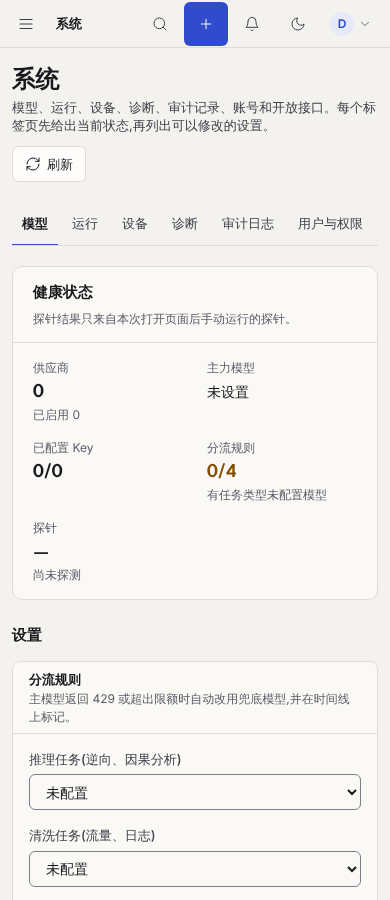 系统
D
系统
模型、运行、设备、诊断、审计记录、账号和开放接口。每个标
签页先给出当前状态,再列出可以修改的设置。
刷新
模型 运行 设备 诊断 审计日志 用户与权限
健康状态
探针结果只来自本次打开页面后手动运行的探针。
供应商
0
已启用 0
主力模型
未设置
已配置 Key
0/0
分流规则
0/4
有任务类型未配置模型
探针
—
尚未探测
设置
分流规则
主模型返回 429 或超出限额时自动改用兜底模型,并在时间线
上标记。
推理任务(逆向、因果分析)
未配置
清洗任务(流量、日志)
未配置